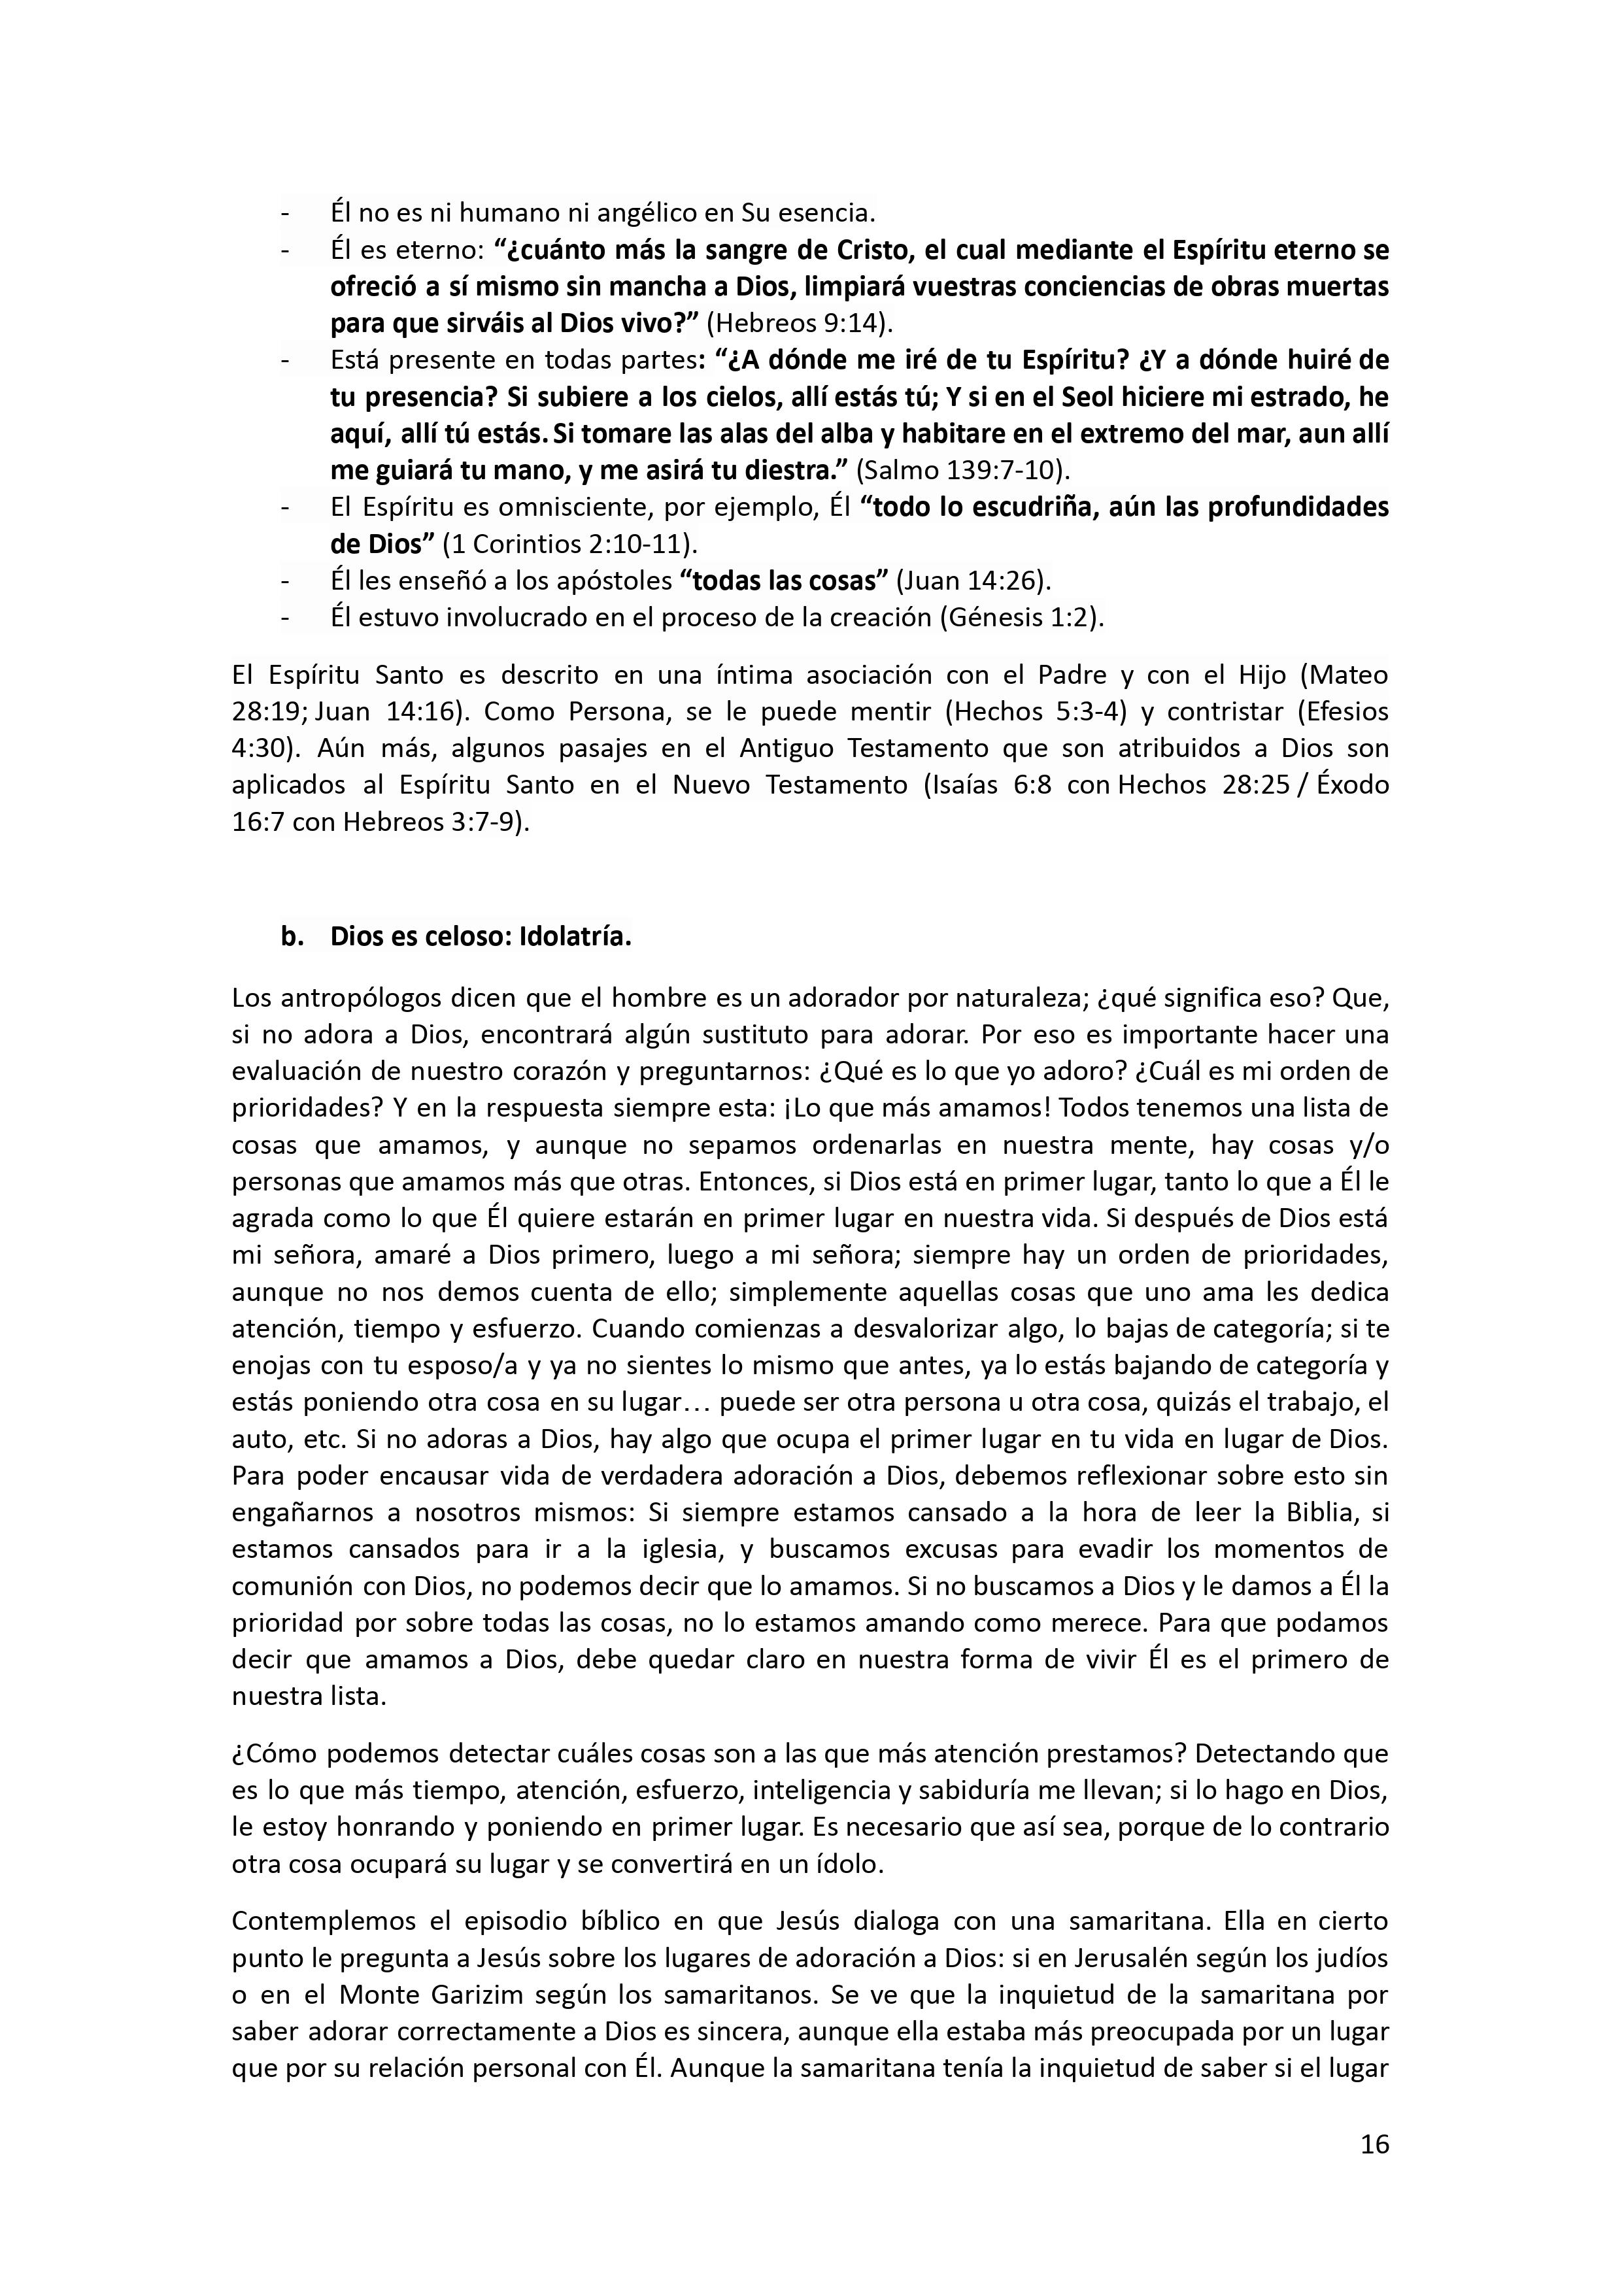 - Él no es ni humano ni angélico en Su esencia.
- Él es eterno: “¿cuánto más la sangre de Cristo, el cual mediante el Espíritu eterno se
ofreció a sí mismo sin mancha a Dios, limpiará vuestras conciencias de obras muertas
para que sirváis al Dios vivo?” (Hebreos 9:14).
- Está presente en todas partes: “¿A dónde me iré de tu Espíritu? ¿Y a dónde huiré de
tu presencia? Si subiere a los cielos, allí estás tú; Y si en el Seol hiciere mi estrado, he
aquí, allí tú estás. Si tomare las alas del alba y habitare en el extremo del mar, aun allí
me guiará tu mano, y me asirá tu diestra.” (Salmo 139:7-10).
- El Espíritu es omnisciente, por ejemplo, Él “todo lo escudriña, aún las profundidades
de Dios” (1 Corintios 2:10-11).
- Él les enseñó a los apóstoles “todas las cosas” (Juan 14:26).
- Él estuvo involucrado en el proceso de la creación (Génesis 1:2).
El Espíritu Santo es descrito en una íntima asociación con el Padre y con el Hijo (Mateo
28:19; Juan 14:16). Como Persona, se le puede mentir (Hechos 5:3-4) y contristar (Efesios
4:30). Aún más, algunos pasajes en el Antiguo Testamento que son atribuidos a Dios son
aplicados al Espíritu Santo en el Nuevo Testamento (Isaías 6:8 con Hechos 28:25 / Éxodo
16:7 con Hebreos 3:7-9).
b. Dios es celoso: Idolatría.
Los antropólogos dicen que el hombre es un adorador por naturaleza; ¿qué significa eso? Que,
si no adora a Dios, encontrará algún sustituto para adorar. Por eso es importante hacer una
evaluación de nuestro corazón y preguntarnos: ¿Qué es lo que yo adoro? ¿Cuál es mi orden de
prioridades? Y en la respuesta siempre esta: ¡Lo que más amamos! Todos tenemos una lista de
cosas que amamos, y aunque no sepamos ordenarlas en nuestra mente, hay cosas y/o
personas que amamos más que otras. Entonces, si Dios está en primer lugar, tanto lo que a Él le
agrada como lo que Él quiere estarán en primer lugar en nuestra vida. Si después de Dios está
mi señora, amaré a Dios primero, luego a mi señora; siempre hay un orden de prioridades,
aunque no nos demos cuenta de ello; simplemente aquellas cosas que uno ama les dedica
atención, tiempo y esfuerzo. Cuando comienzas a desvalorizar algo, lo bajas de categoría; si te
enojas con tu esposo/a y ya no sientes lo mismo que antes, ya lo estás bajando de categoría y
estás poniendo otra cosa en su lugar… puede ser otra persona u otra cosa, quizás el trabajo, el
auto, etc. Si no adoras a Dios, hay algo que ocupa el primer lugar en tu vida en lugar de Dios.
Para poder encausar vida de verdadera adoración a Dios, debemos reflexionar sobre esto sin
engañarnos a nosotros mismos: Si siempre estamos cansado a la hora de leer la Biblia, si
estamos cansados para ir a la iglesia, y buscamos excusas para evadir los momentos de
comunión con Dios, no podemos decir que lo amamos. Si no buscamos a Dios y le damos a Él la
prioridad por sobre todas las cosas, no lo estamos amando como merece. Para que podamos
decir que amamos a Dios, debe quedar claro en nuestra forma de vivir Él es el primero de
nuestra lista.
¿Cómo podemos detectar cuáles cosas son a las que más atención prestamos? Detectando que
es lo que más tiempo, atención, esfuerzo, inteligencia y sabiduría me llevan; si lo hago en Dios,
le estoy honrando y poniendo en primer lugar. Es necesario que así sea, porque de lo contrario
otra cosa ocupará su lugar y se convertirá en un ídolo.
Contemplemos el episodio bíblico en que Jesús dialoga con una samaritana. Ella en cierto
punto le pregunta a Jesús sobre los lugares de adoración a Dios: si en Jerusalén según los judíos
o en el Monte Garizim según los samaritanos. Se ve que la inquietud de la samaritana por
saber adorar correctamente a Dios es sincera, aunque ella estaba más preocupada por un lugar
que por su relación personal con Él. Aunque la samaritana tenía la inquietud de saber si el lugar
16